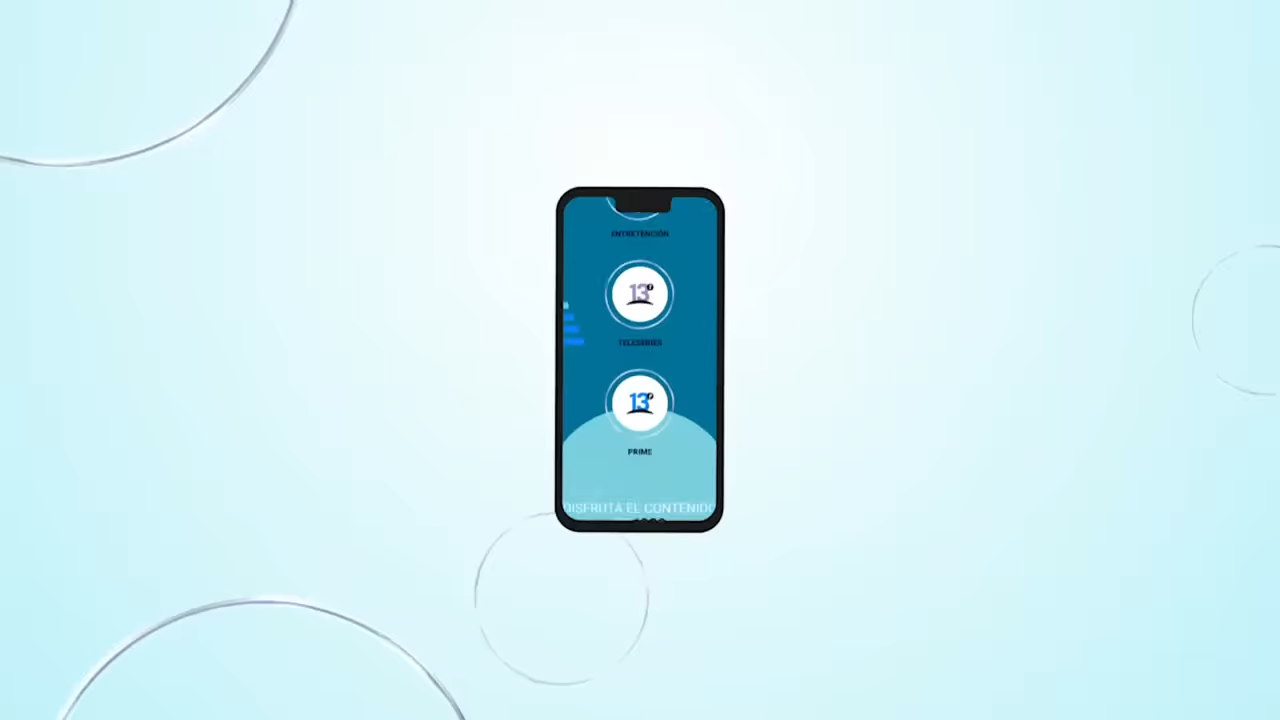 ENTRETENCIÓN
13
TELESERIES
13
PRIME
DISFRUTA EL CONTENIDO